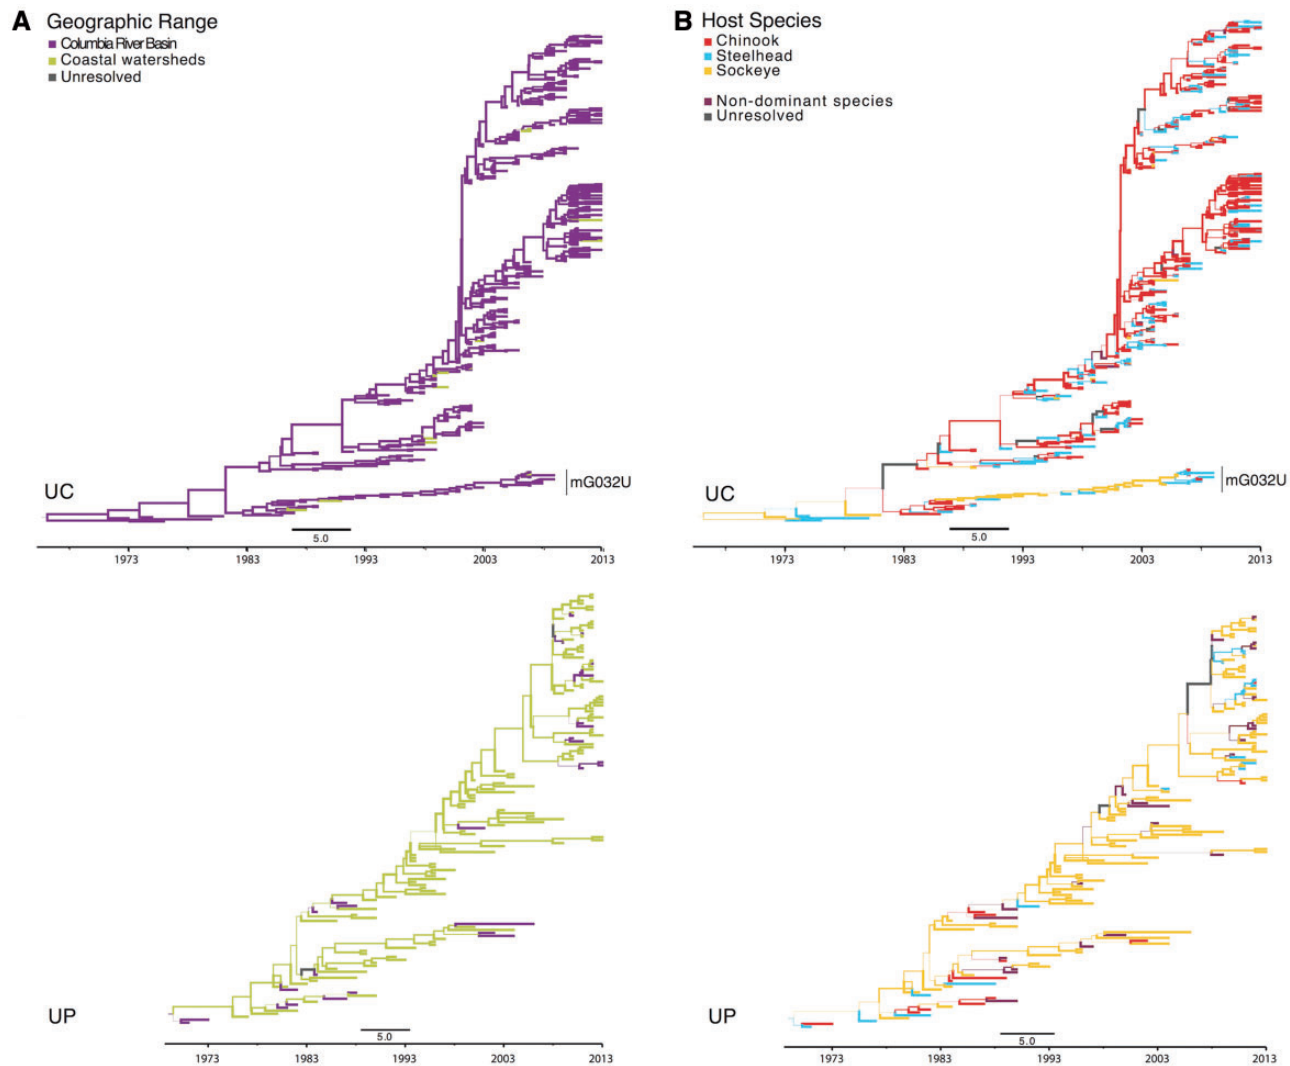 A Geographic Range
Columbia River Basin
Coastal watersheds
Unresolved
UC
mG032U
5.0
1973 1983 1993 2003 2013
UP
5.0
1973 1983 1993 2003 2013
B Host Species
Chinook
Steelhead
Sockeye
Non-dominant species
Unresolved
UC
mG032U
5.0
1973 1983 1993 2003 2013
UP
5.0
1973 1983 1993 2003 2013